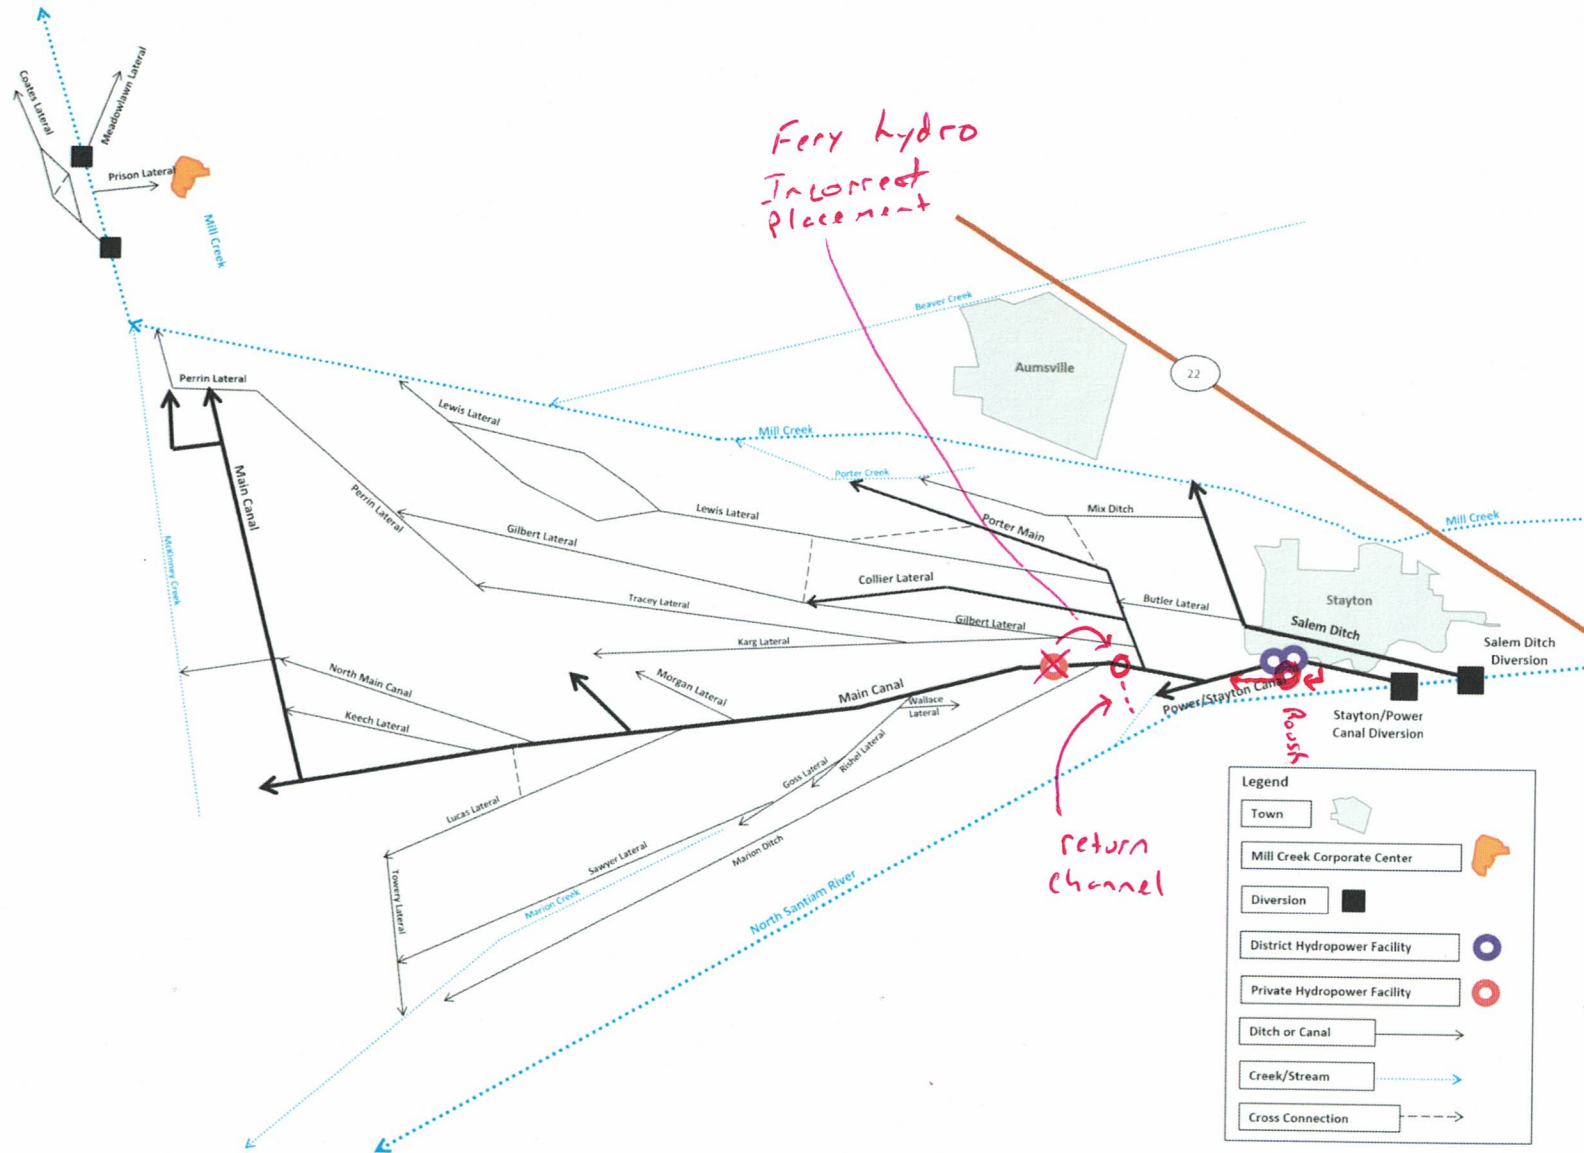 Coates Lateral
Meadowlawn Lateral
Prison Lateral
Mill Creek
Fery hydro
Incorrect
Placement
Beaver Creek
Aumsville
22
Perrin Lateral
Lewis Lateral
Mill Creek
Porter Creek
Main Canal
Perrin Lateral
Lewis Lateral
Gilbert Lateral
Porter Main
Mix Ditch
Mill Creek
McKinney Creek
Collier Lateral
Tracey Lateral
Butler Lateral
Stayton
Gilbert Lateral
Karg Lateral
Salem Ditch
Salem Ditch
Diversion
North Main Canal
Morgan Lateral
Main Canal
Wallace
Lateral
Power/Stayton Canal
Stayton/Power
Canal Diversion
Roush
Keech Lateral
Rishel Lateral
Goss Lateral
Lucas Lateral
return
channel
Sawyer Lateral
Marion Ditch
Marion Creek
Towery Lateral
North Santiam River
Legend
Town
Mill Creek Corporate Center
Diversion
District Hydropower Facility
Private Hydropower Facility
Ditch or Canal
Creek/Stream
Cross Connection